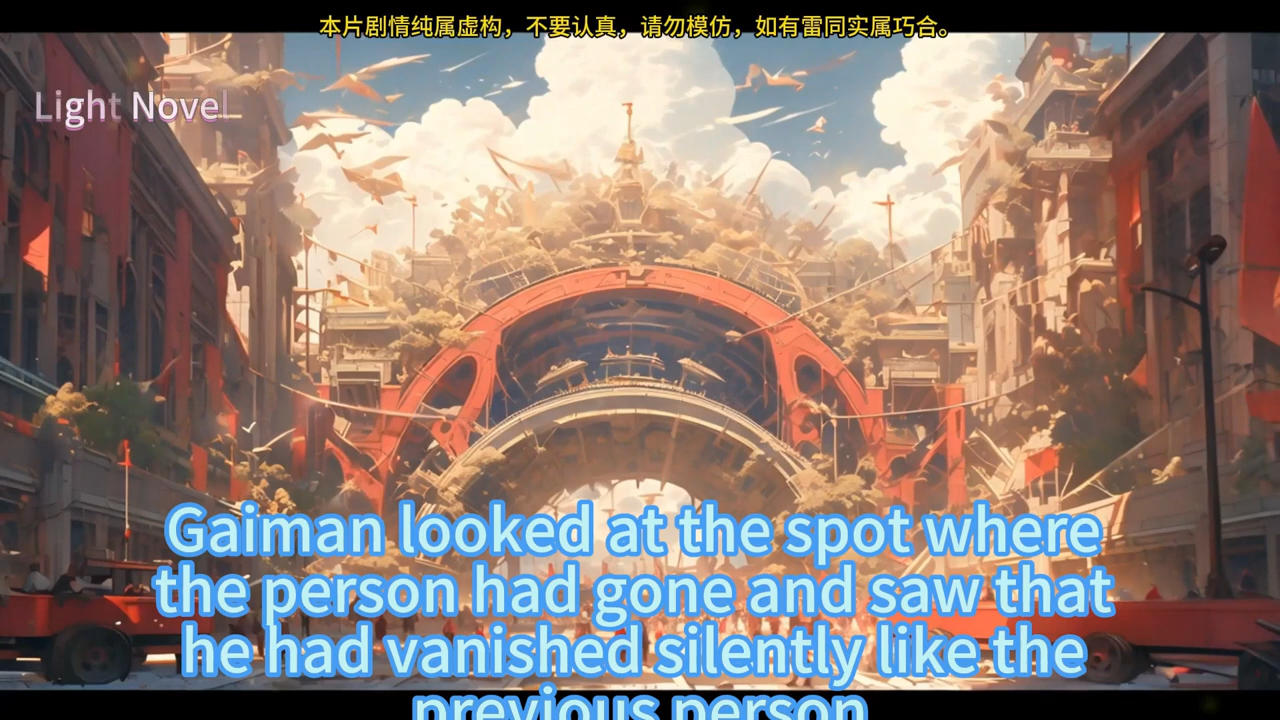 本片剧情纯属虚构，不要认真，请勿模仿，如有雷同实属巧合。
Light Novel
Gaiman looked at the spot where
the person had gone and saw that
he had vanished silently like the
previous person